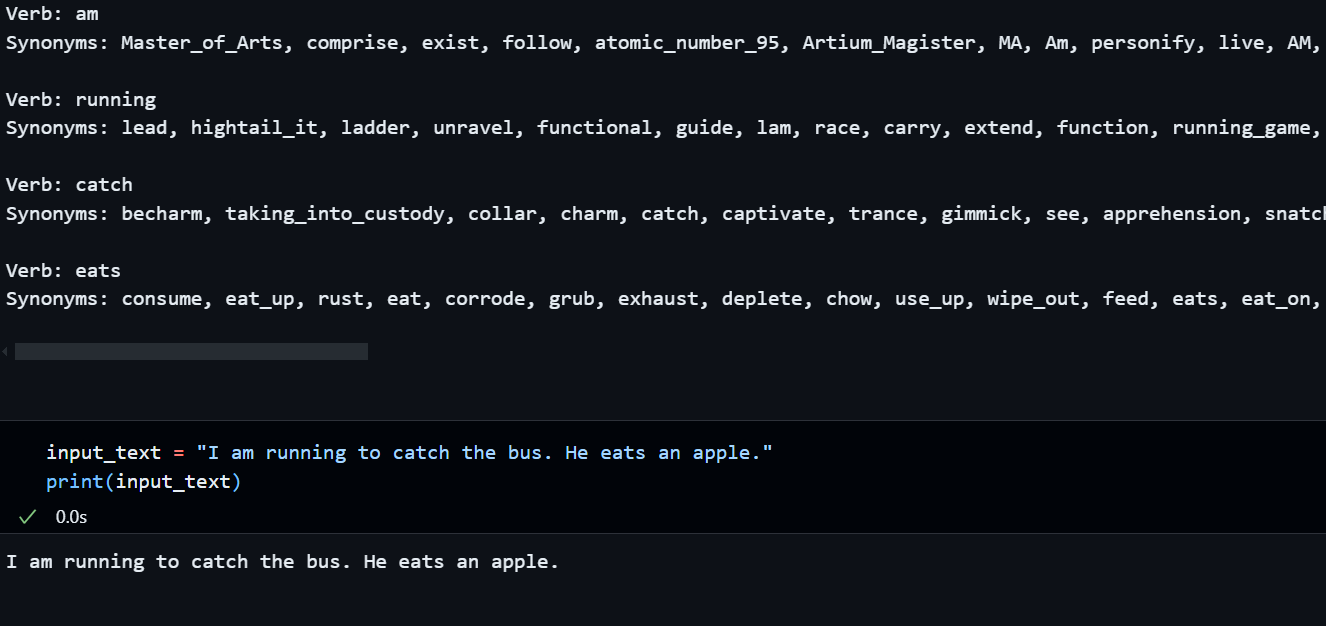 Verb: am
Synonyms: Master_of_Arts, comprise, exist, follow, atomic_number_95, Artium_Magister, MA, Am, personify, live, AM,
Verb: running
Synonyms: lead, hightail_it, ladder, unravel, functional, guide, lam, race, carry, extend, function, running_game,
Verb: catch
Synonyms: becharm, taking_into_custody, collar, charm, catch, captivate, trance, gimmick, see, apprehension,
Verb: eats
Synonyms: consume, eat_up, rust, eat, corrode, grub, exhaust, deplete, chow, use_up, wipe_out, feed, eats, eat_on,
input_text = "I am running to catch the bus. He eats an apple."
print(input_text)
0.0s
I am running to catch the bus. He eats an apple.